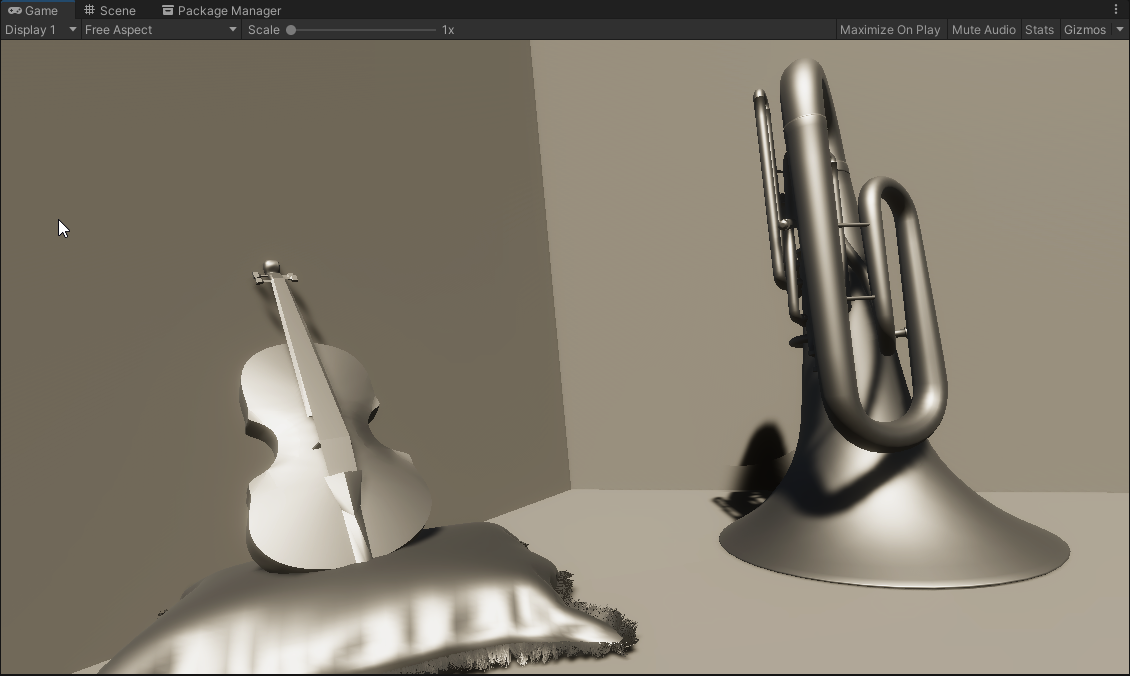 Game Scene Package Manager
Display 1 Free Aspect Scale 1x Maximize On Play Mute Audio Stats Gizmos